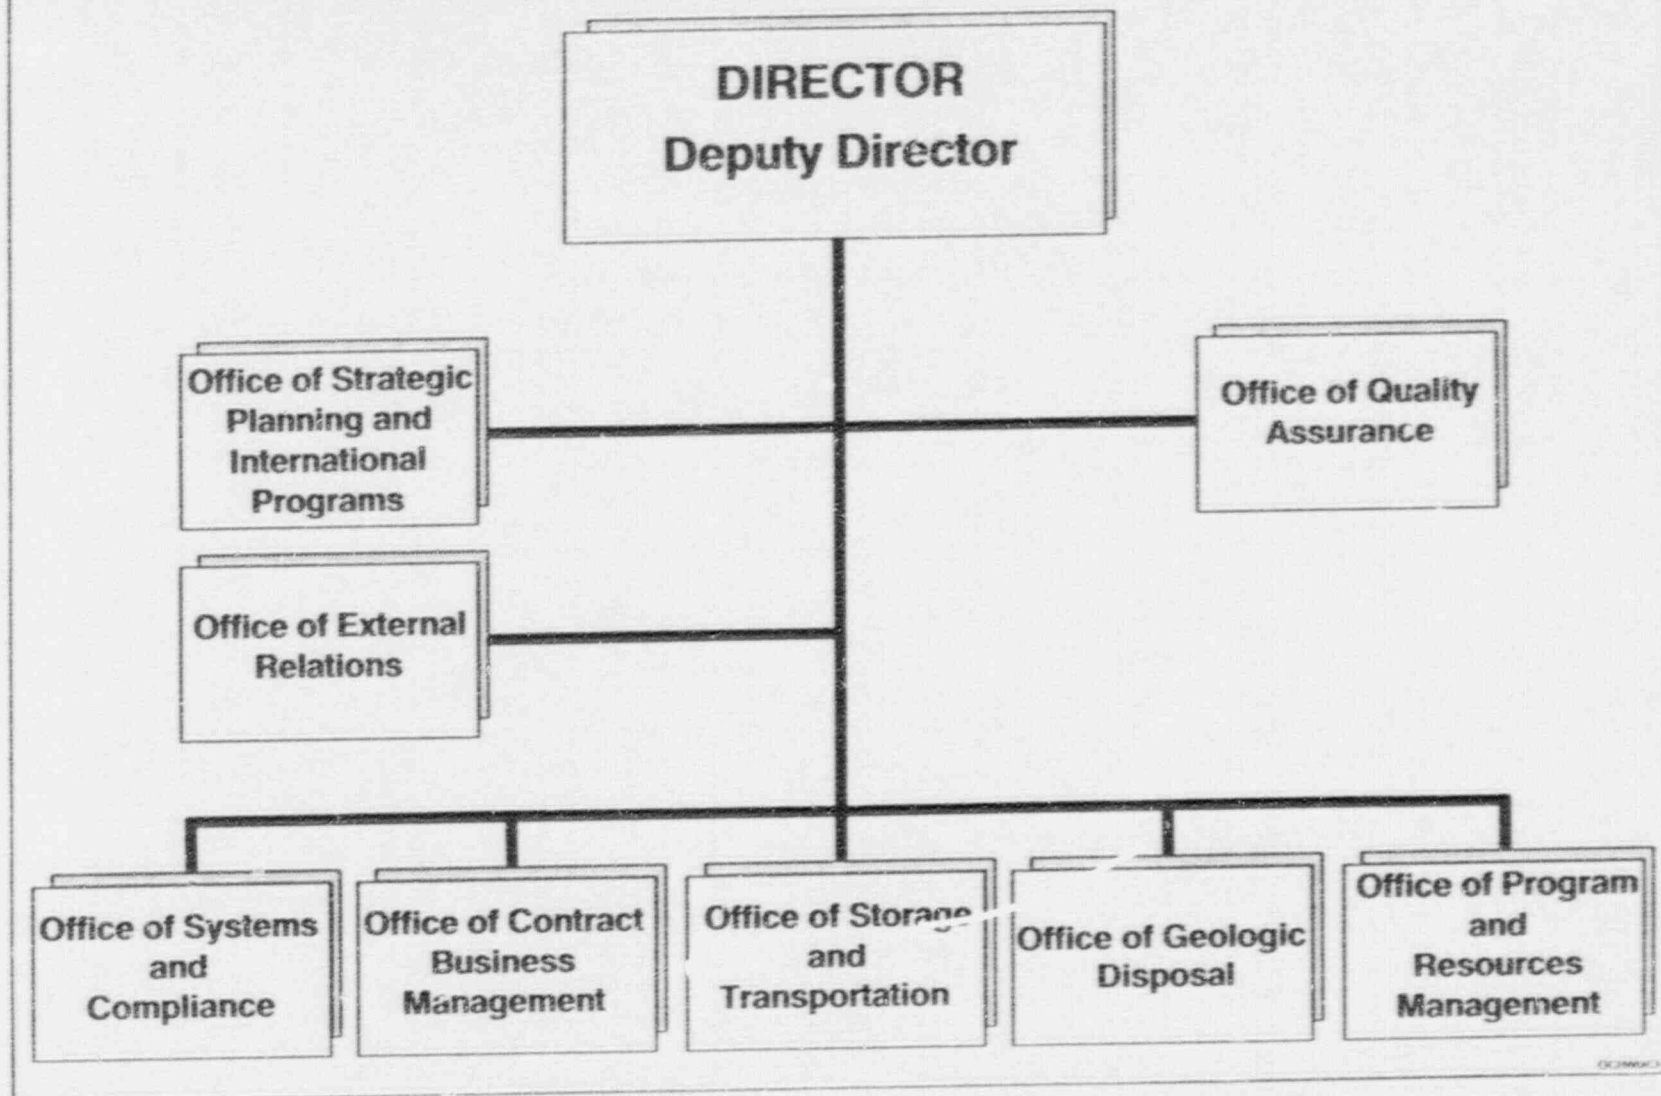 DIRECTOR
Deputy Director
Office of Strategic
Planning and
International
Programs
Office of Quality
Assurance
Office of External
Relations
Office of Systems
and
Compliance
Office of Contract
Business
Management
Office of Storage
and
Transportation
Office of Geologic
Disposal
Office of Program
and
Resources
Management